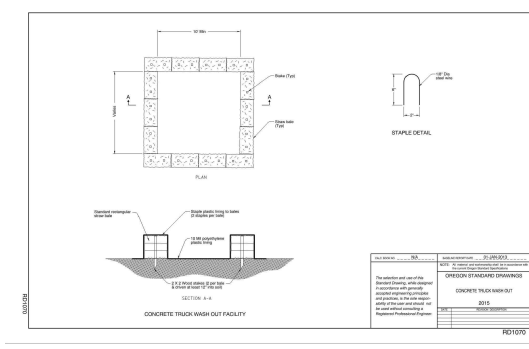 10' Min
Stake (Typ)
1/8" Dia
steel wire
A
A
6"
Varies
Straw bale
(Typ)
2"
STAPLE DETAIL
PLAN
Standard rectangular
straw bale
Staple plastic lining to bales
(2 staples per bale)
10 Mil polyethylene
plastic lining
2 X 2 Wood stakes (2 per bale
& driven at least 12" into soil)
SECTION A-A
CONCRETE TRUCK WASH OUT FACILITY
CALC. BOOK NO. N/A
BASELINE REPORT DATE 01-JAN-2013
NOTE: All material and workmanship shall be in accordance with
the current Oregon Standard Specifications
The selection and use of this
Standard Drawing, while designed
in accordance with generally
accepted engineering principles
and practices, is the sole respon-
sibility of the user and should not
be used without consulting a
Registered Professional Engineer.
OREGON STANDARD DRAWINGS
CONCRETE TRUCK WASH OUT
2015
DATE
REVISION DESCRIPTION
RD1070
RD1070